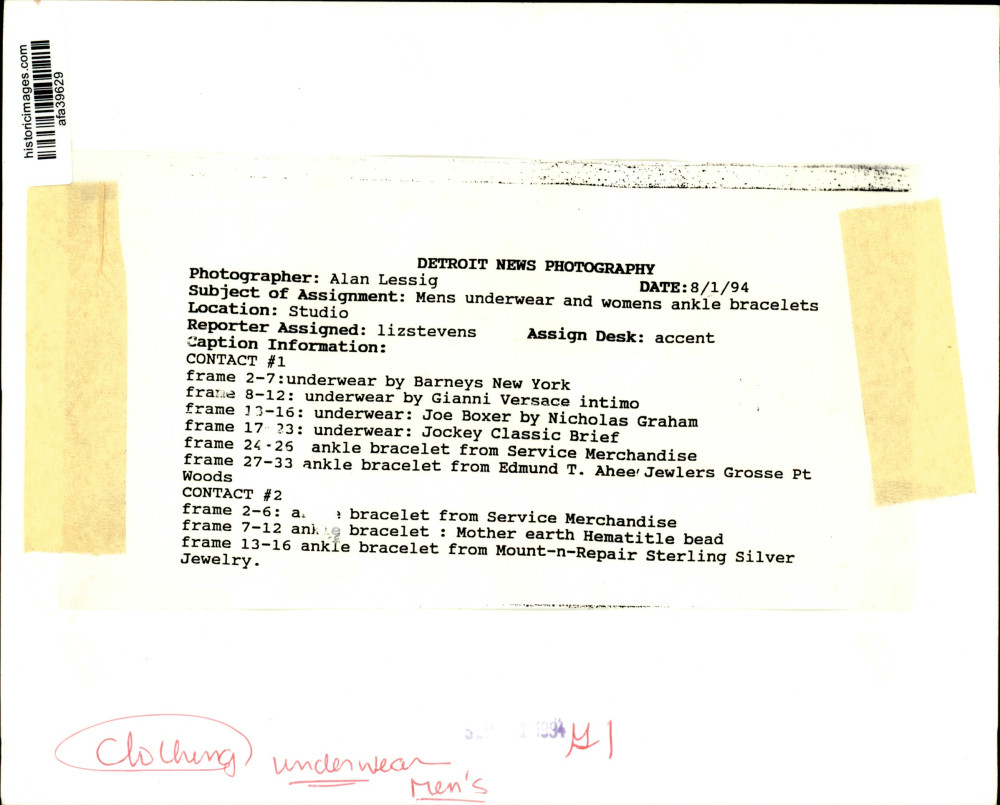 historicimages.com
afa39629
DETROIT NEWS PHOTOGRAPHY
Photographer: Alan Lessig DATE:8/1/94
Subject of Assignment: Mens underwear and womens ankle bracelets
Location: Studio
Reporter Assigned: lizstevens Assign Desk: accent
Caption Information:
CONTACT #1
frame 2-7:underwear by Barneys New York
frame 8-12: underwear by Gianni Versace intimo
frame 13-16: underwear: Joe Boxer by Nicholas Graham
frame 17 23: underwear: Jockey Classic Brief
frame 24-26 ankle bracelet from Service Merchandise
frame 27-33 ankle bracelet from Edmund T. Ahee Jewlers Grosse Pt
Woods
CONTACT #2
frame 2-6: bracelet from Service Merchandise
frame 7-12 ankle bracelet : Mother earth Hematitle bead
frame 13-16 ankle bracelet from Mount-n-Repair Sterling Silver
Jewelry.
1 1994
Clothing
underwear
Men's